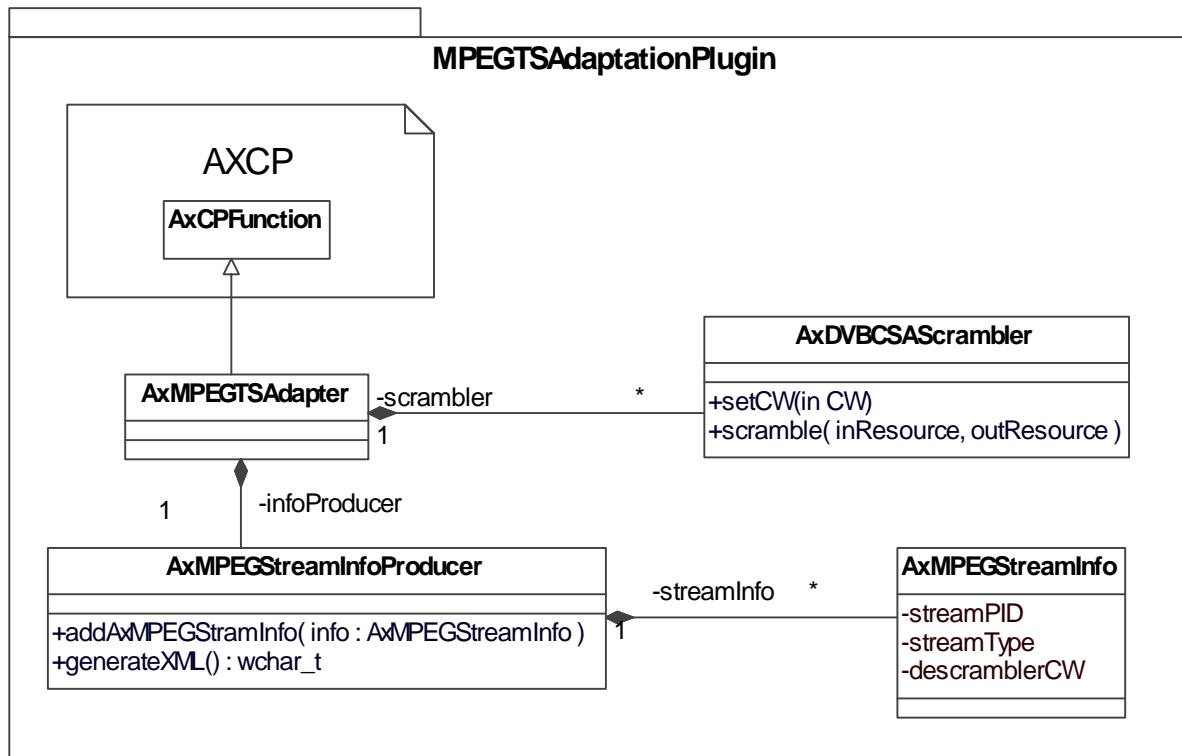 MPEGTSAdaptationPlugin
AXCP
AxCPFunction
AxMPEGTSAdapter
-scrambler
*
1
AxDVBCSAScrambler
+setCW(in CW)
+scramble( inResource, outResource )
1
-infoProducer
AxMPEGStreamInfoProducer
+addAxMPEGStramInfo( info : AxMPEGStreamInfo )
+generateXML() : wchar_t
-streamInfo
*
1
AxMPEGStreamInfo
-streamPID
-streamType
-descramblerCW